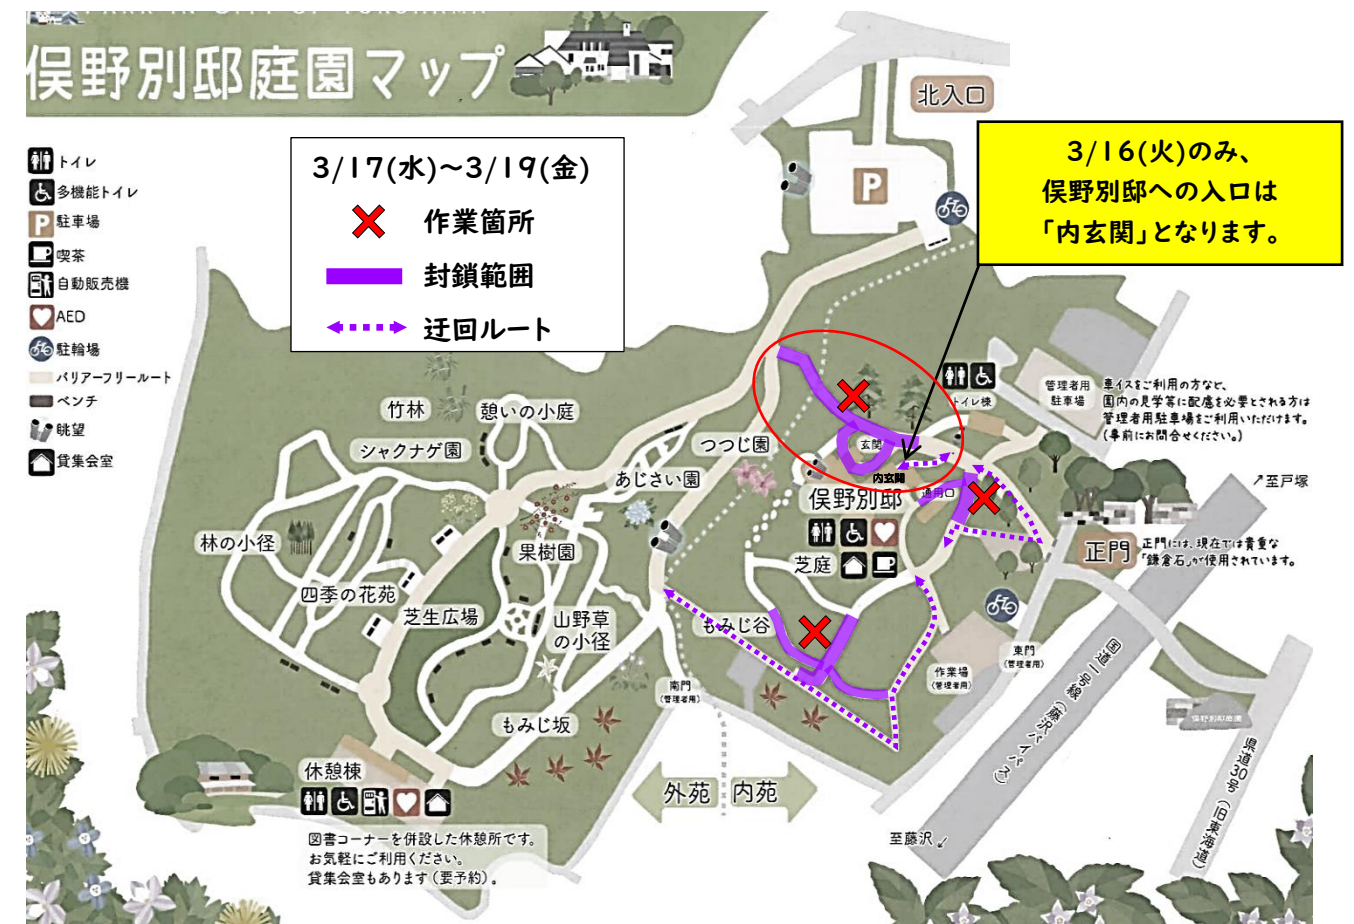 俣野別邸庭園マップ
北入口
トイレ
多機能トイレ
P 駐車場
喫茶
自動販売機
AED
駐輪場
バリアーフリールート
ベンチ
眺望
貸集会室
3/17(水)~3/19(金)
作業箇所
封鎖範囲
迂回ルート
3/16(火)のみ、
俣野別邸への入口は
「内玄関」となります。
P
トイレ棟
管理者用
駐車場
車イスをご利用の方など、
園内の見学等に配慮を必要とされる方は
管理者用駐車場をご利用いただけます。
(事前にお問合せください。)
竹林
憩いの小庭
シャクナゲ園
つつじ園
あじさい園
玄関
内玄関
俣野別邸
通用口
芝庭
至戸塚
正門
正門には、現在では貴重な
「鎌倉石」が使用されています。
林の小径
果樹園
四季の花苑
芝生広場
山野草
の小径
もみじ谷
もみじ坂
南門
(管理者用)
作業場
(管理者用)
東門
(管理者用)
国道一号線(藤沢バイパス)
俣野別邸庭園
県道30号(旧東海道)
至藤沢
外苑
内苑
休憩棟
図書コーナーを併設した休憩所です。
お気軽にご利用ください。
貸集会室もあります(要予約)。